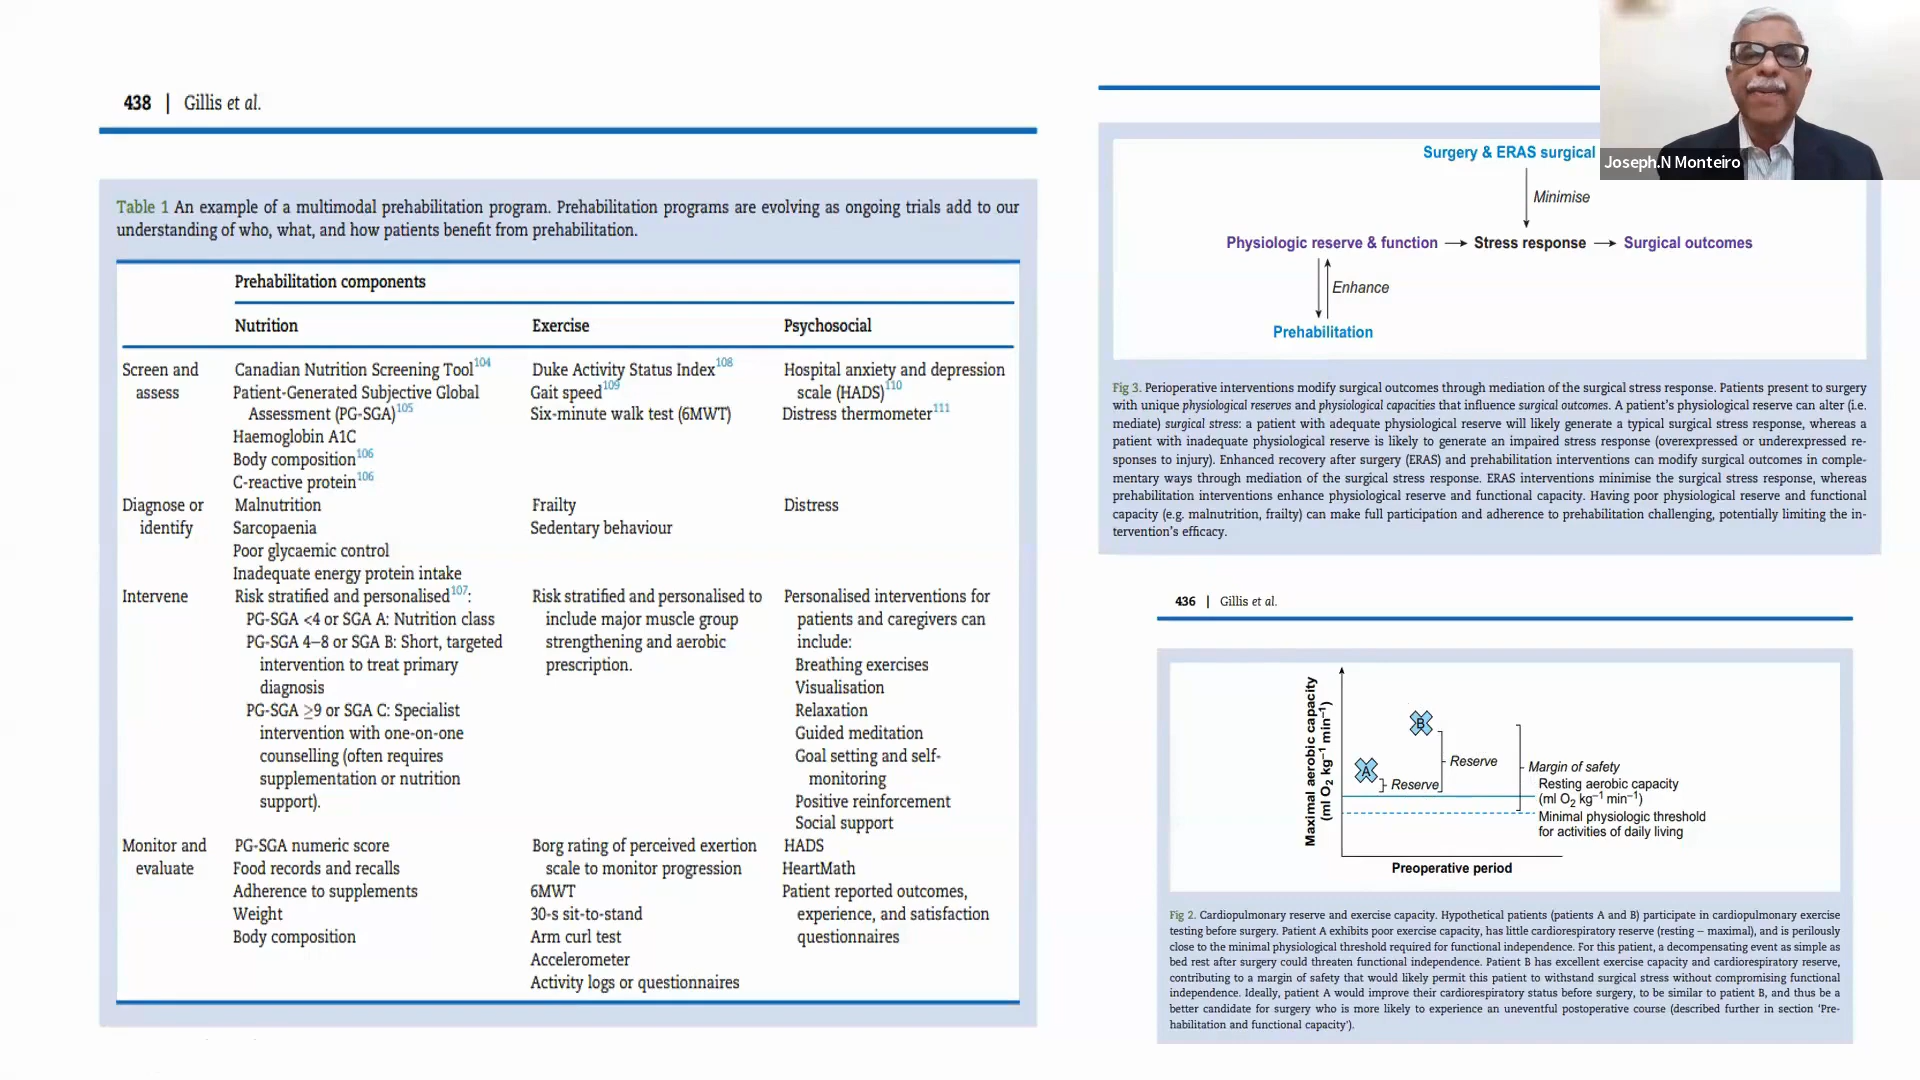 438 | Gillis et al.
Table 1 An example of a multimodal prehabilitation program. Prehabilitation programs are evolving as ongoing trials add to our
understanding of who, what, and how patients benefit from prehabilitation.
Prehabilitation components
Nutrition Exercise Psychosocial
Screen and assess
Canadian Nutrition Screening Tool104
Patient-Generated Subjective Global
Assessment (PG-SGA)105
Haemoglobin A1C
Body composition106
C-reactive protein106
Duke Activity Status Index108
Gait speed109
Six-minute walk test (6MWT)
Hospital anxiety and depression
scale (HADS)110
Distress thermometer111
Diagnose or
identify
Malnutrition
Sarcopaenia
Poor glycaemic control
Inadequate energy protein intake
Frailty
Sedentary behaviour
Distress
Intervene
Risk stratified and personalised107:
PG-SGA <4 or SGA A: Nutrition class
PG-SGA 4–8 or SGA B: Short, targeted
intervention to treat primary
diagnosis
PG-SGA ≥9 or SGA C: Specialist
intervention with one-on-one
counselling (often requires
supplementation or nutrition
support).
Risk stratified and personalised to
include major muscle group
strengthening and aerobic
prescription.
Personalised interventions for
patients and caregivers can
include:
Breathing exercises
Visualisation
Relaxation
Guided meditation
Goal setting and self-
monitoring
Positive reinforcement
Social support
Monitor and
evaluate
PG-SGA numeric score
Food records and recalls
Adherence to supplements
Weight
Body composition
Borg rating of perceived exertion
scale to monitor progression
6MWT
30-s sit-to-stand
Arm curl test
Accelerometer
Activity logs or questionnaires
HADS
HeartMath
Patient reported outcomes,
experience, and satisfaction
questionnaires
Surgery & ERAS surgical
Minimise
Physiologic reserve & function Stress response Surgical outcomes
Enhance
Prehabilitation
Fig 3. Perioperative interventions modify surgical outcomes through mediation of the surgical stress response. Patients present to surgery
with unique physiological reserves and physiological capacities that influence surgical outcomes. A patient's physiological reserve can alter (i.e.
mediate) surgical stress: a patient with adequate physiological reserve will likely generate a typical surgical stress response, whereas a
patient with inadequate physiological reserve is likely to generate an impaired stress response (overexpressed or underexpressed re-
sponses to injury). Enhanced recovery after surgery (ERAS) and prehabilitation interventions can modify surgical outcomes in comple-
mentary ways through mediation of the surgical stress response. ERAS interventions minimise the surgical stress response, whereas
prehabilitation interventions enhance physiological reserve and functional capacity. Having poor physiological reserve and functional
capacity (e.g. malnutrition, frailty) can make full participation and adherence to prehabilitation challenging, potentially limiting the in-
tervention's efficacy.
436 | Gillis et al.
Maximal aerobic capacity
(ml O2 kg−1 min−1)
B
A
Reserve
Reserve
Margin of safety
Resting aerobic capacity
(ml O2 kg−1 min−1)
Minimal physiologic threshold
for activities of daily living
Preoperative period
Fig 2. Cardiopulmonary reserve and exercise capacity. Hypothetical patients (patients A and B) participate in cardiopulmonary exercise
testing before surgery. Patient A exhibits poor exercise capacity, has little cardiorespiratory reserve (resting – maximal), and is perilously
close to the minimal physiological threshold required for functional independence. For this patient, a decompensating event as simple as
bed rest after surgery could threaten functional independence. Patient B has excellent exercise capacity and cardiorespiratory reserve,
contributing to a margin of safety that would likely permit this patient to withstand surgical stress without compromising functional
independence. Ideally, patient A would improve their cardiorespiratory status before surgery, to be similar to patient B, and thus be a
better candidate for surgery who is more likely to experience an uneventful postoperative course (described further in section 'Pre-
habilitation and functional capacity').
Joseph.N Monteiro